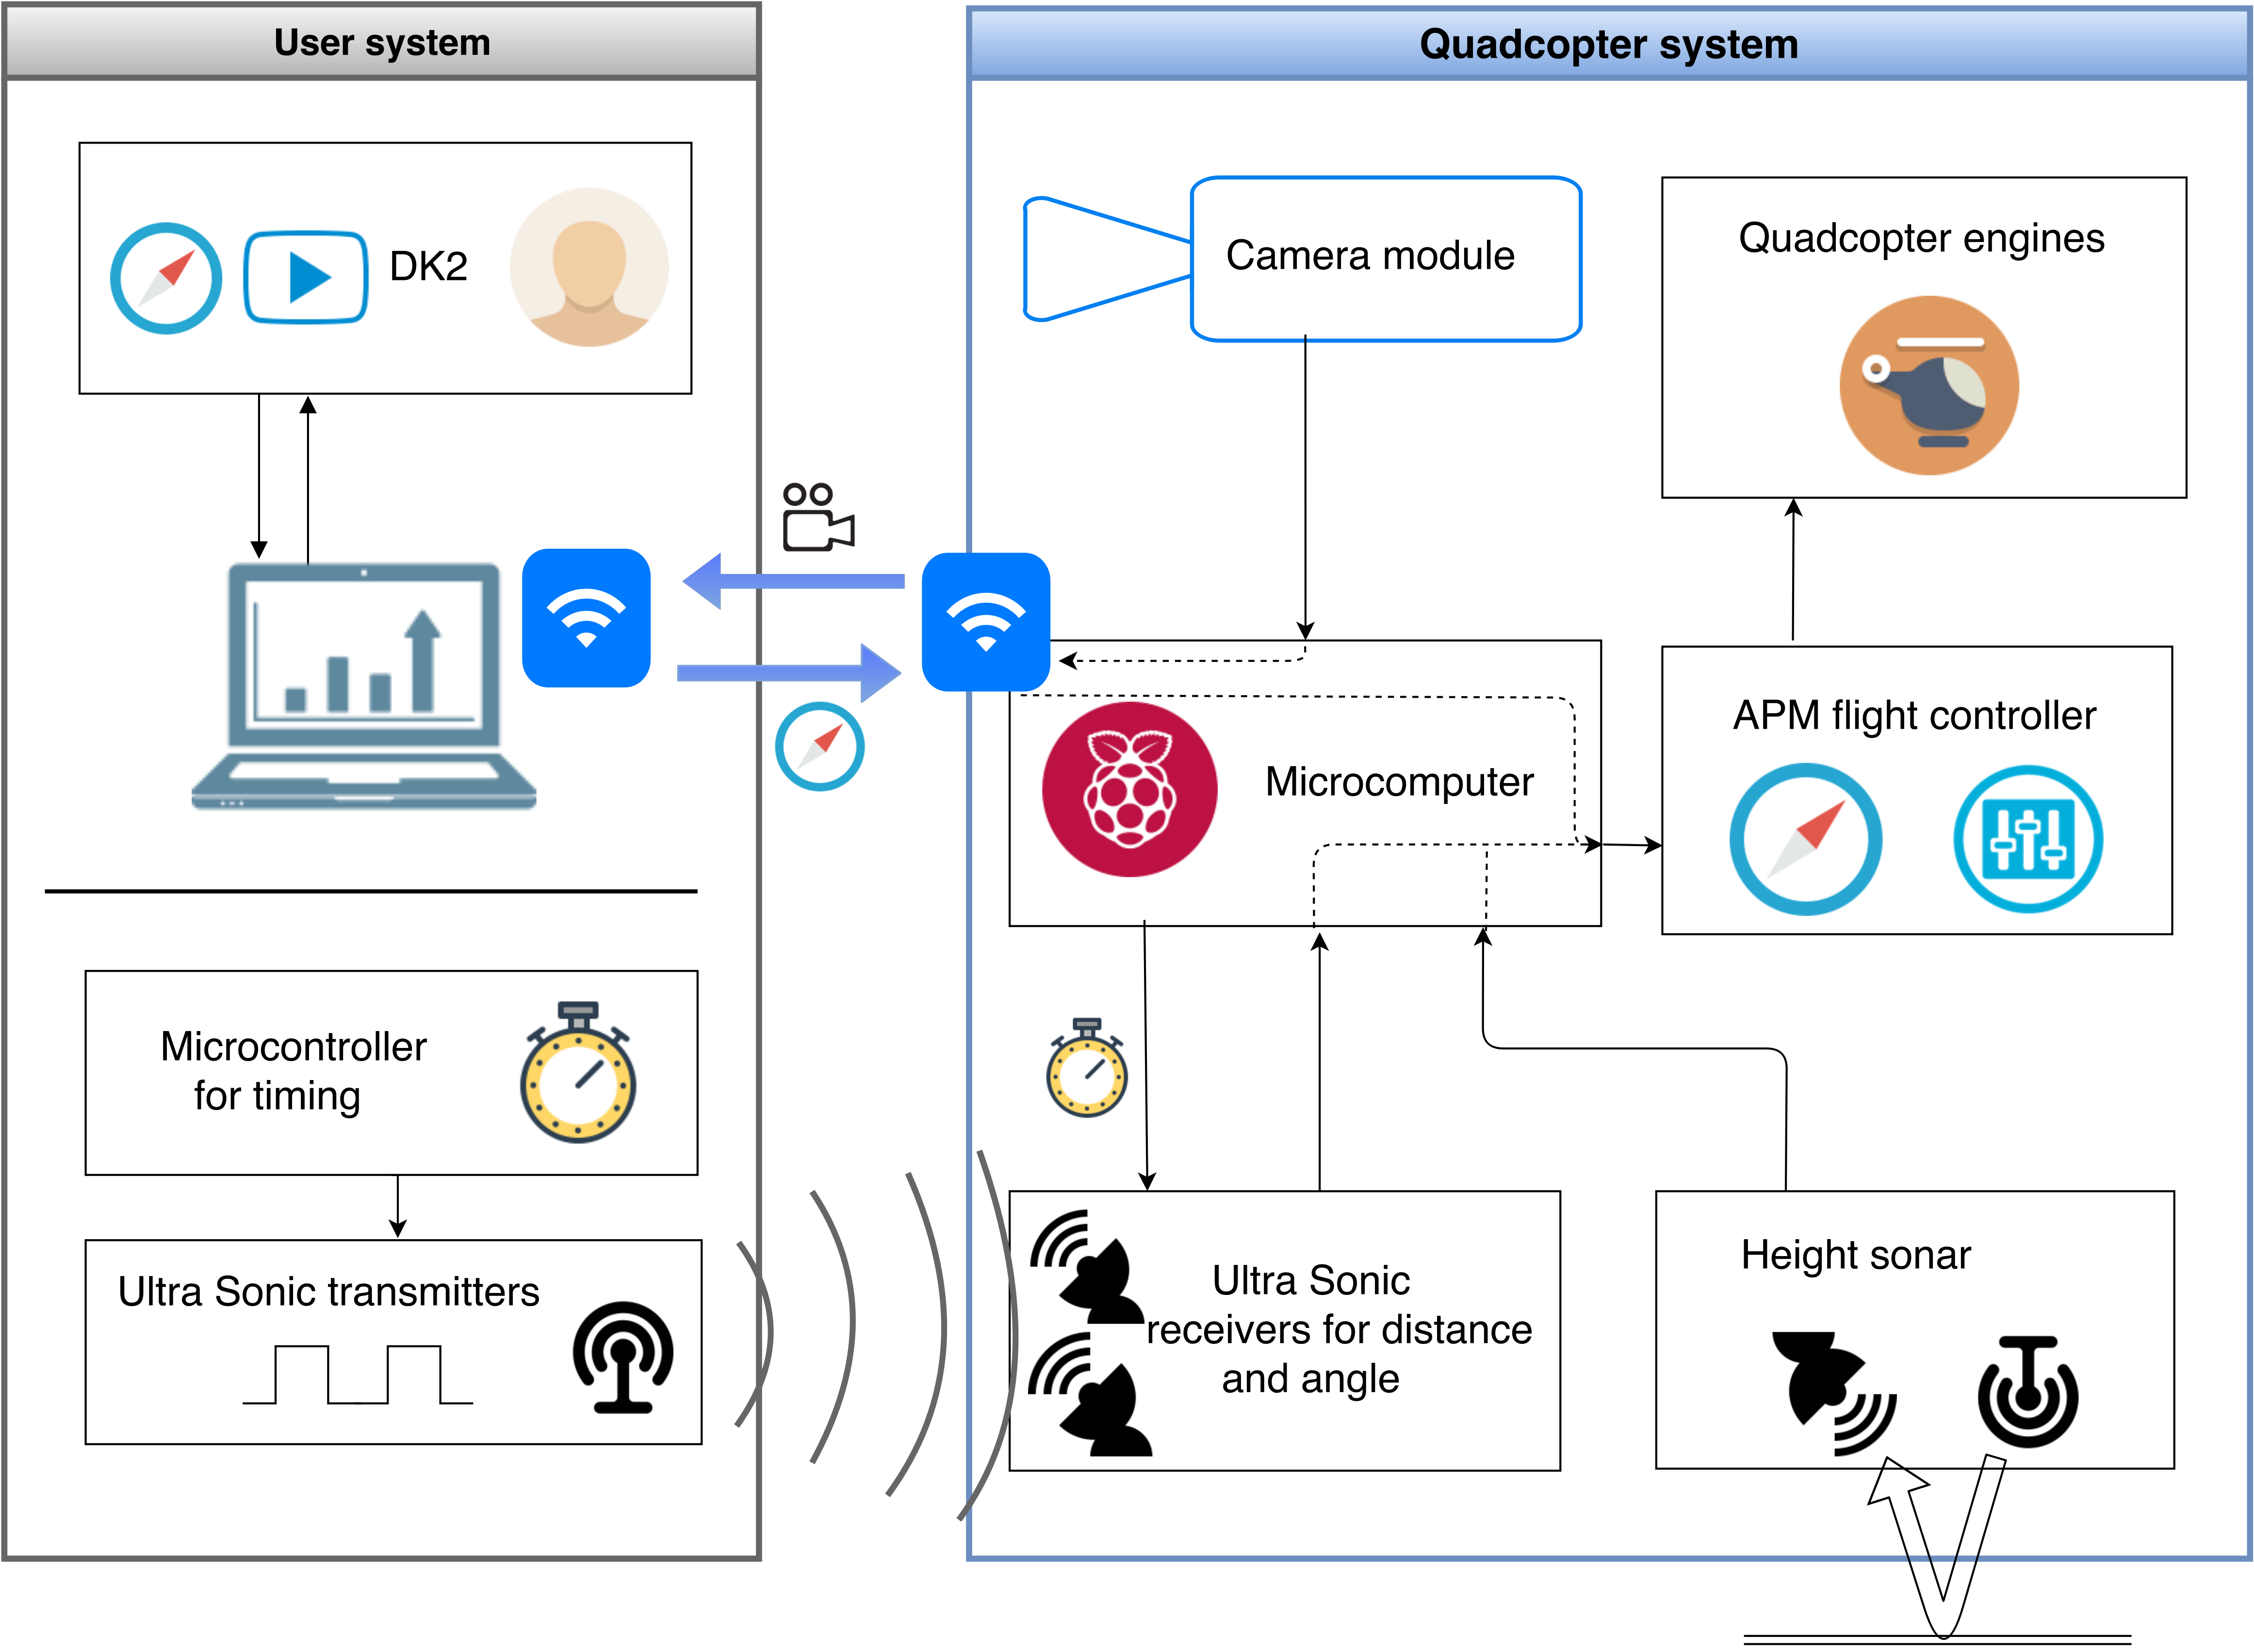 User system
Quadcopter system
DK2
Camera module
Quadcopter engines
Microcomputer
APM flight controller
Microcontroller
for timing
Ultra Sonic transmitters
Ultra Sonic
receivers for distance
and angle
Height sonar